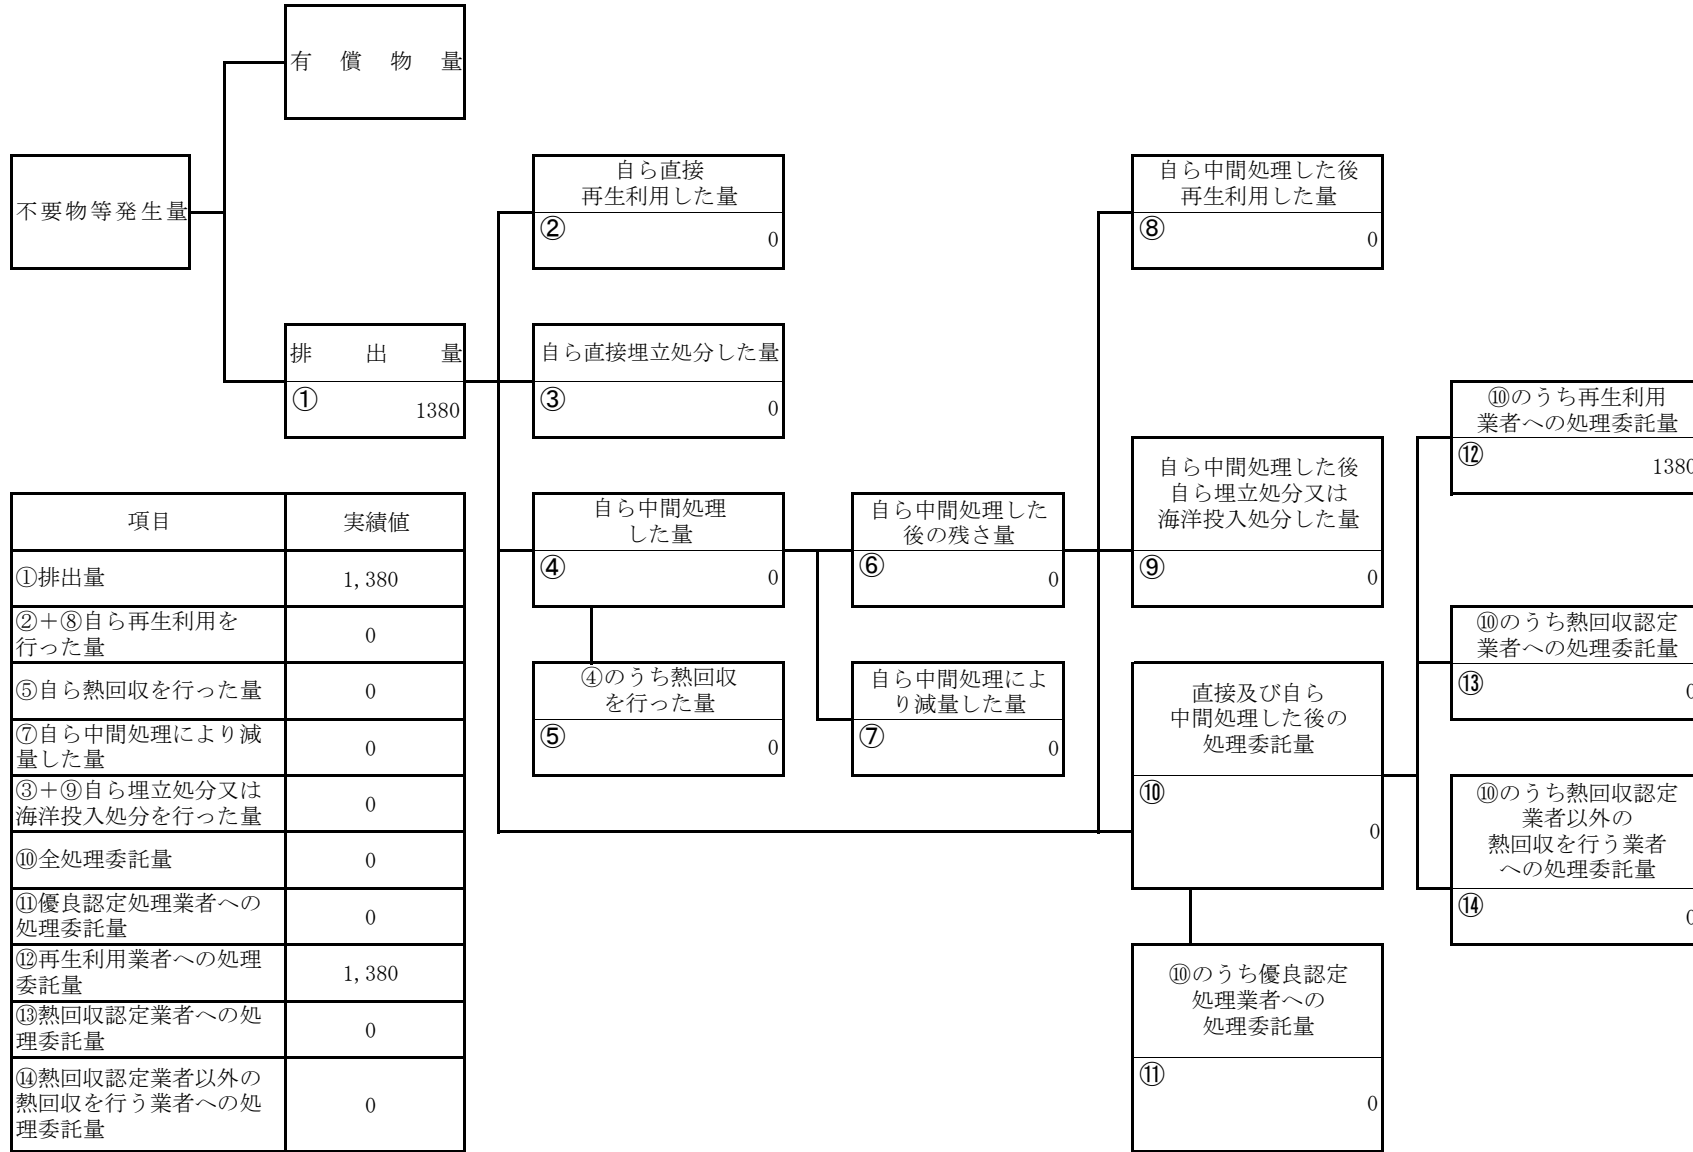 有償物量
不要物等発生量
排出量
①
1380
自ら直接
再生利用した量
②
0
自ら直接埋立処分した量
③
0
自ら中間処理
した量
④
0
④のうち熱回収
を行った量
⑤
0
自ら中間処理した
後の残さ量
⑥
0
自ら中間処理によ
り減量した量
⑦
0
自ら中間処理した後
再生利用した量
⑧
0
自ら中間処理した後
自ら埋立処分又は
海洋投入処分した量
⑨
0
直接及び自ら
中間処理した後の
処理委託量
⑩
0
⑩のうち優良認定
処理業者への
処理委託量
⑪
0
⑩のうち再生利用
業者への処理委託量
⑫
1380
⑩のうち熱回収認定
業者への処理委託量
⑬
0
⑩のうち熱回収認定
業者以外の
熱回収を行う業者
への処理委託量
⑭
0
項目 実績値
①排出量 1,380
②＋⑧自ら再生利用を
行った量 0
⑤自ら熱回収を行った量 0
⑦自ら中間処理により減
量した量 0
③＋⑨自ら埋立処分又は
海洋投入処分を行った量 0
⑩全処理委託量 0
⑪優良認定処理業者への
処理委託量 0
⑫再生利用業者への処理
委託量 1,380
⑬熱回収認定業者への処
理委託量 0
⑭熱回収認定業者以外の
熱回収を行う業者への処
理委託量 0